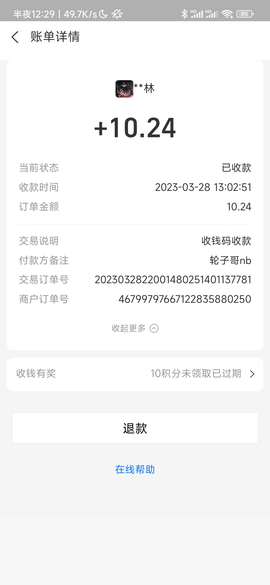 半夜12:29 | 49.7K/s
86
账单详情
**林
+10.24
当前状态 已收款
收款时间 2023-03-28 13:02:51
订单金额 10.24
交易说明 收钱码收款
付款方备注 轮子哥nb
交易订单号 20230328220014802514011377​81
商户订单号 46799797667122835880250
收起更多
收钱有奖 10积分未领取已过期
退款
在线帮助